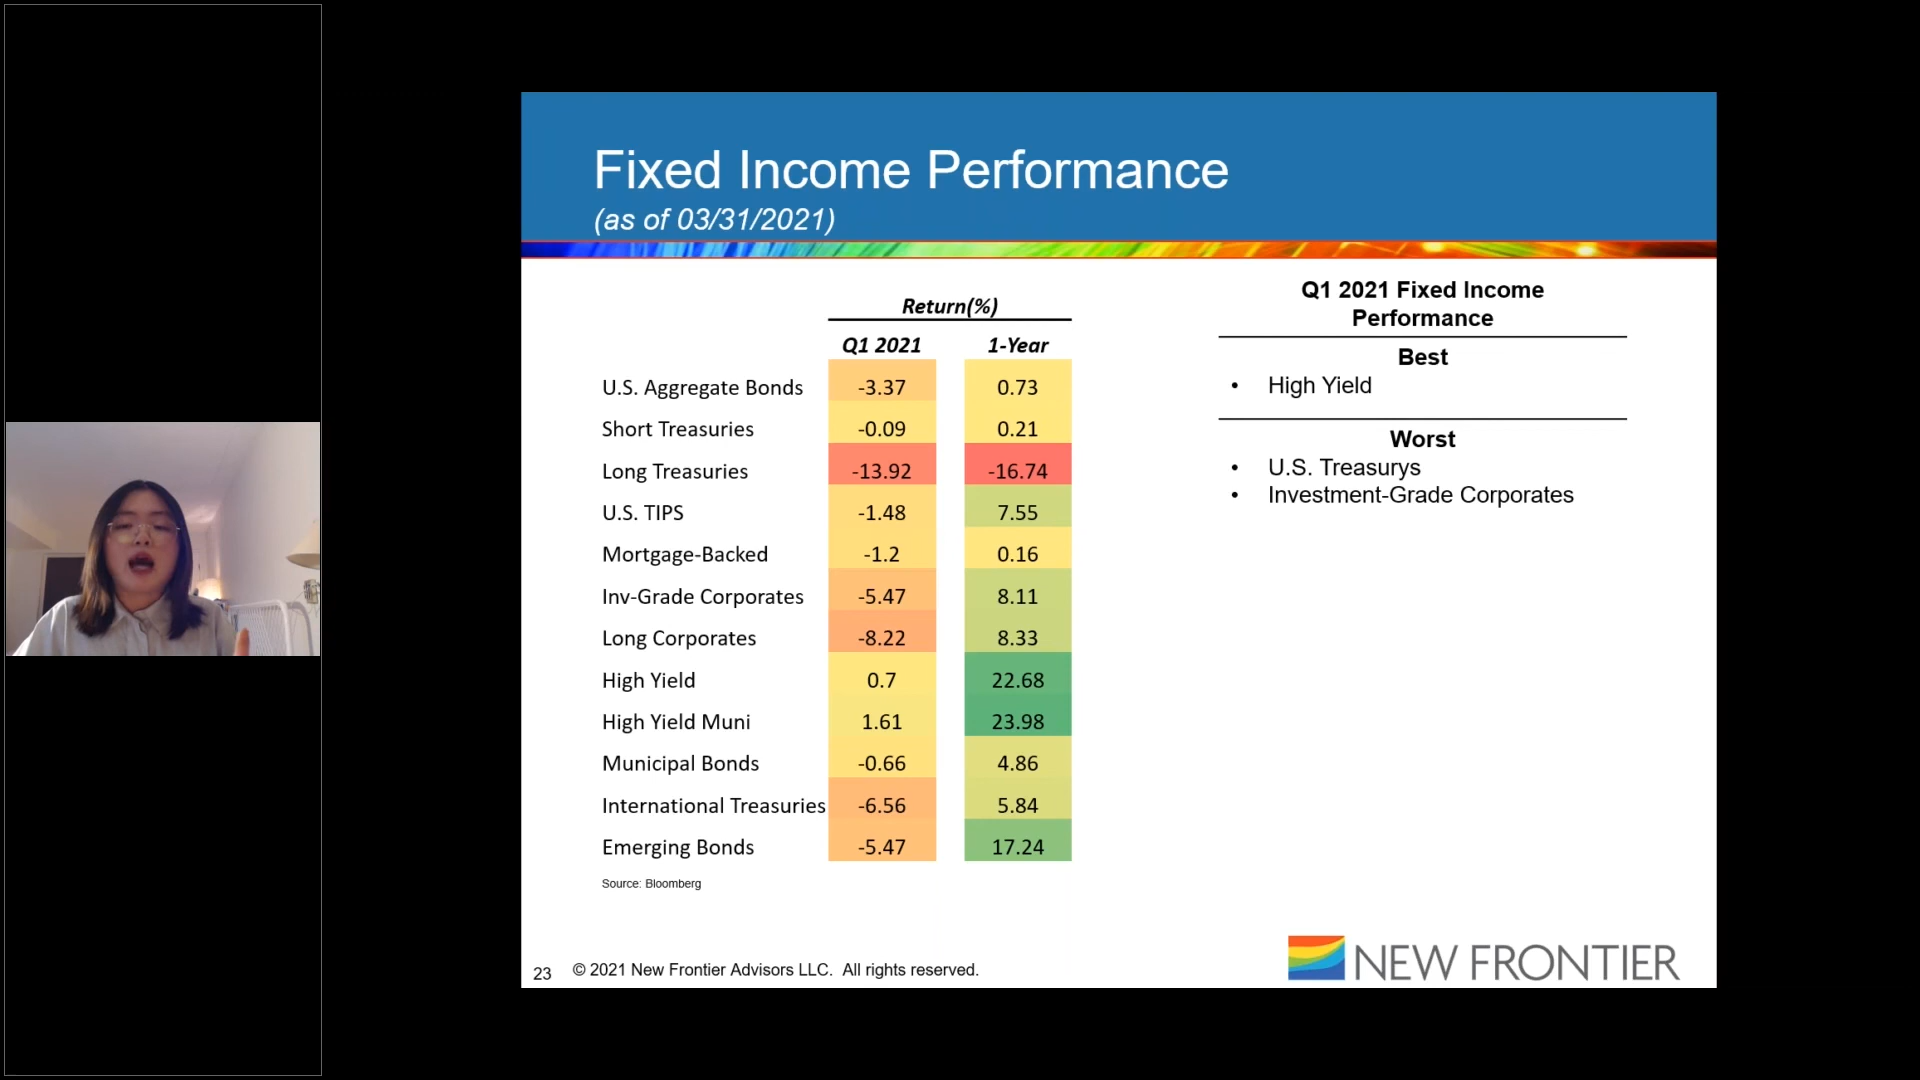 Fixed Income Performance
(as of 03/31/2021)
Return(%)
Q1 2021 1-Year
U.S. Aggregate Bonds -3.37 0.73
Short Treasuries -0.09 0.21
Long Treasuries -13.92 -16.74
U.S. TIPS -1.48 7.55
Mortgage-Backed -1.2 0.16
Inv-Grade Corporates -5.47 8.11
Long Corporates -8.22 8.33
High Yield 0.7 22.68
High Yield Muni 1.61 23.98
Municipal Bonds -0.66 4.86
International Treasuries -6.56 5.84
Emerging Bonds -5.47 17.24
Source: Bloomberg
Q1 2021 Fixed Income
Performance
Best
• High Yield
Worst
• U.S. Treasurys
• Investment-Grade Corporates
23 © 2021 New Frontier Advisors LLC. All rights reserved.
NEW FRONTIER